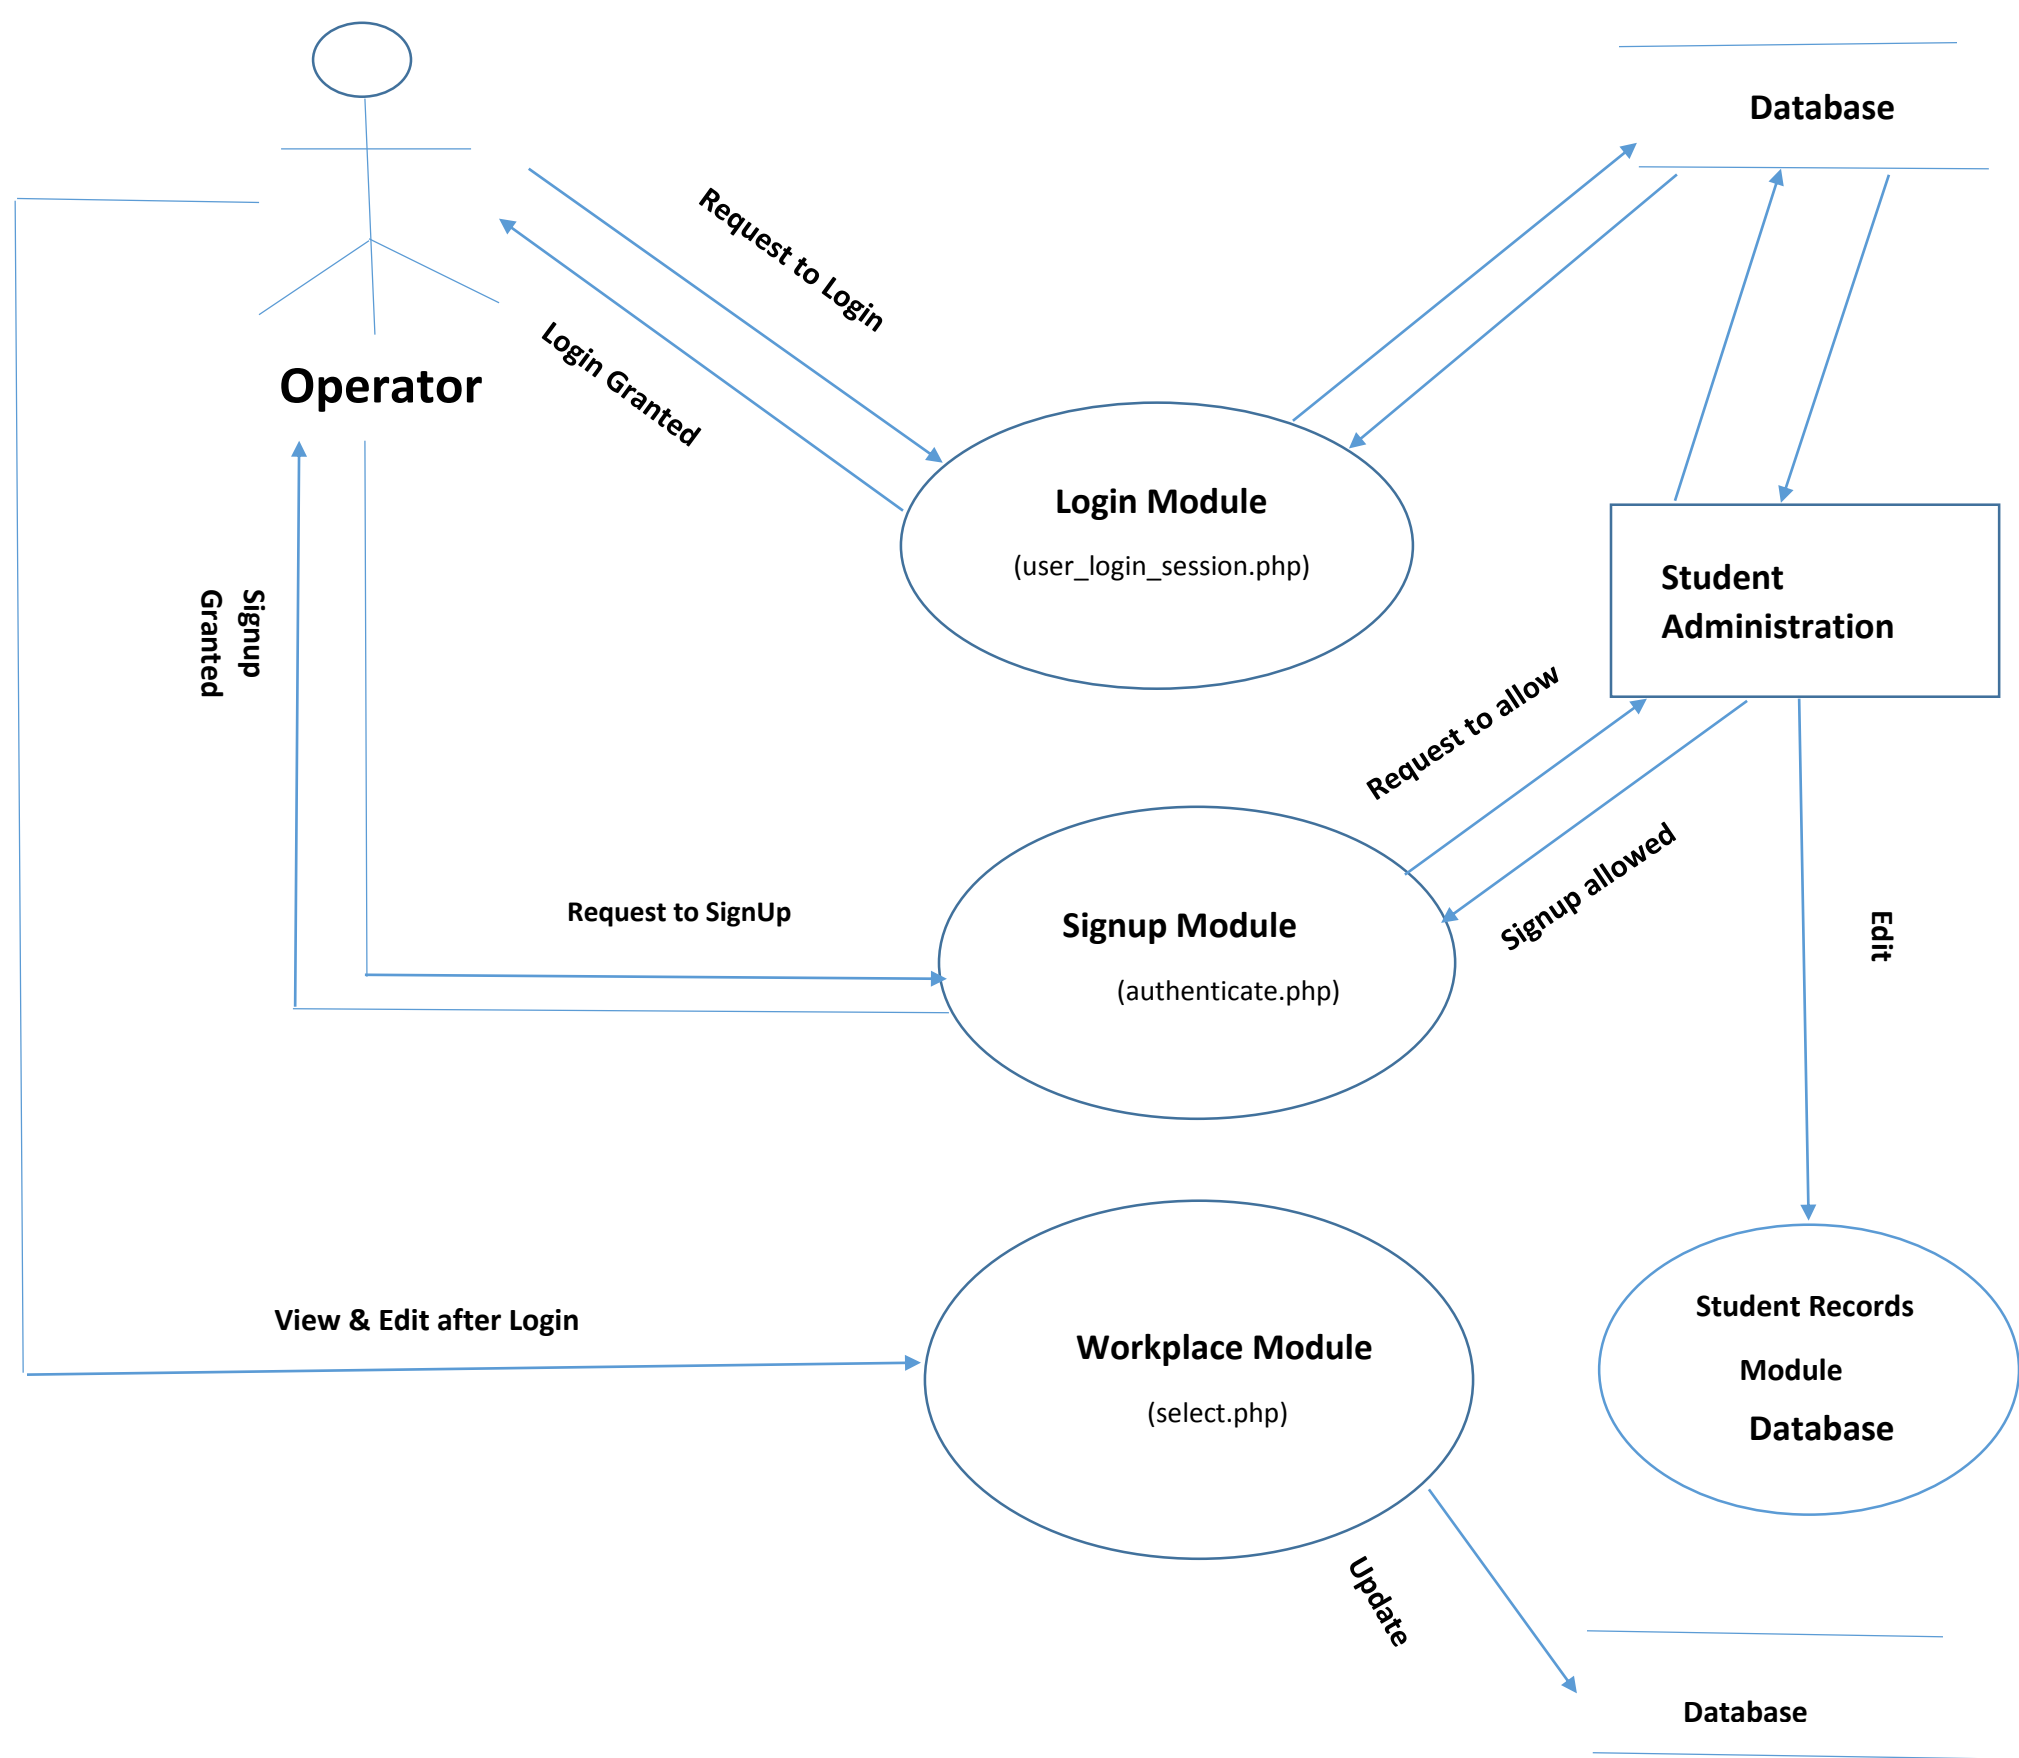 Database
Request to Login
Login Granted
Operator
Login Module
(user_login_session.php)
Student
Administration
Signup
Granted
Request to allow
Signup allowed
Request to SignUp
Signup Module
(authenticate.php)
Edit
View & Edit after Login
Workplace Module
(select.php)
Student Records
Module
Database
Update
Database